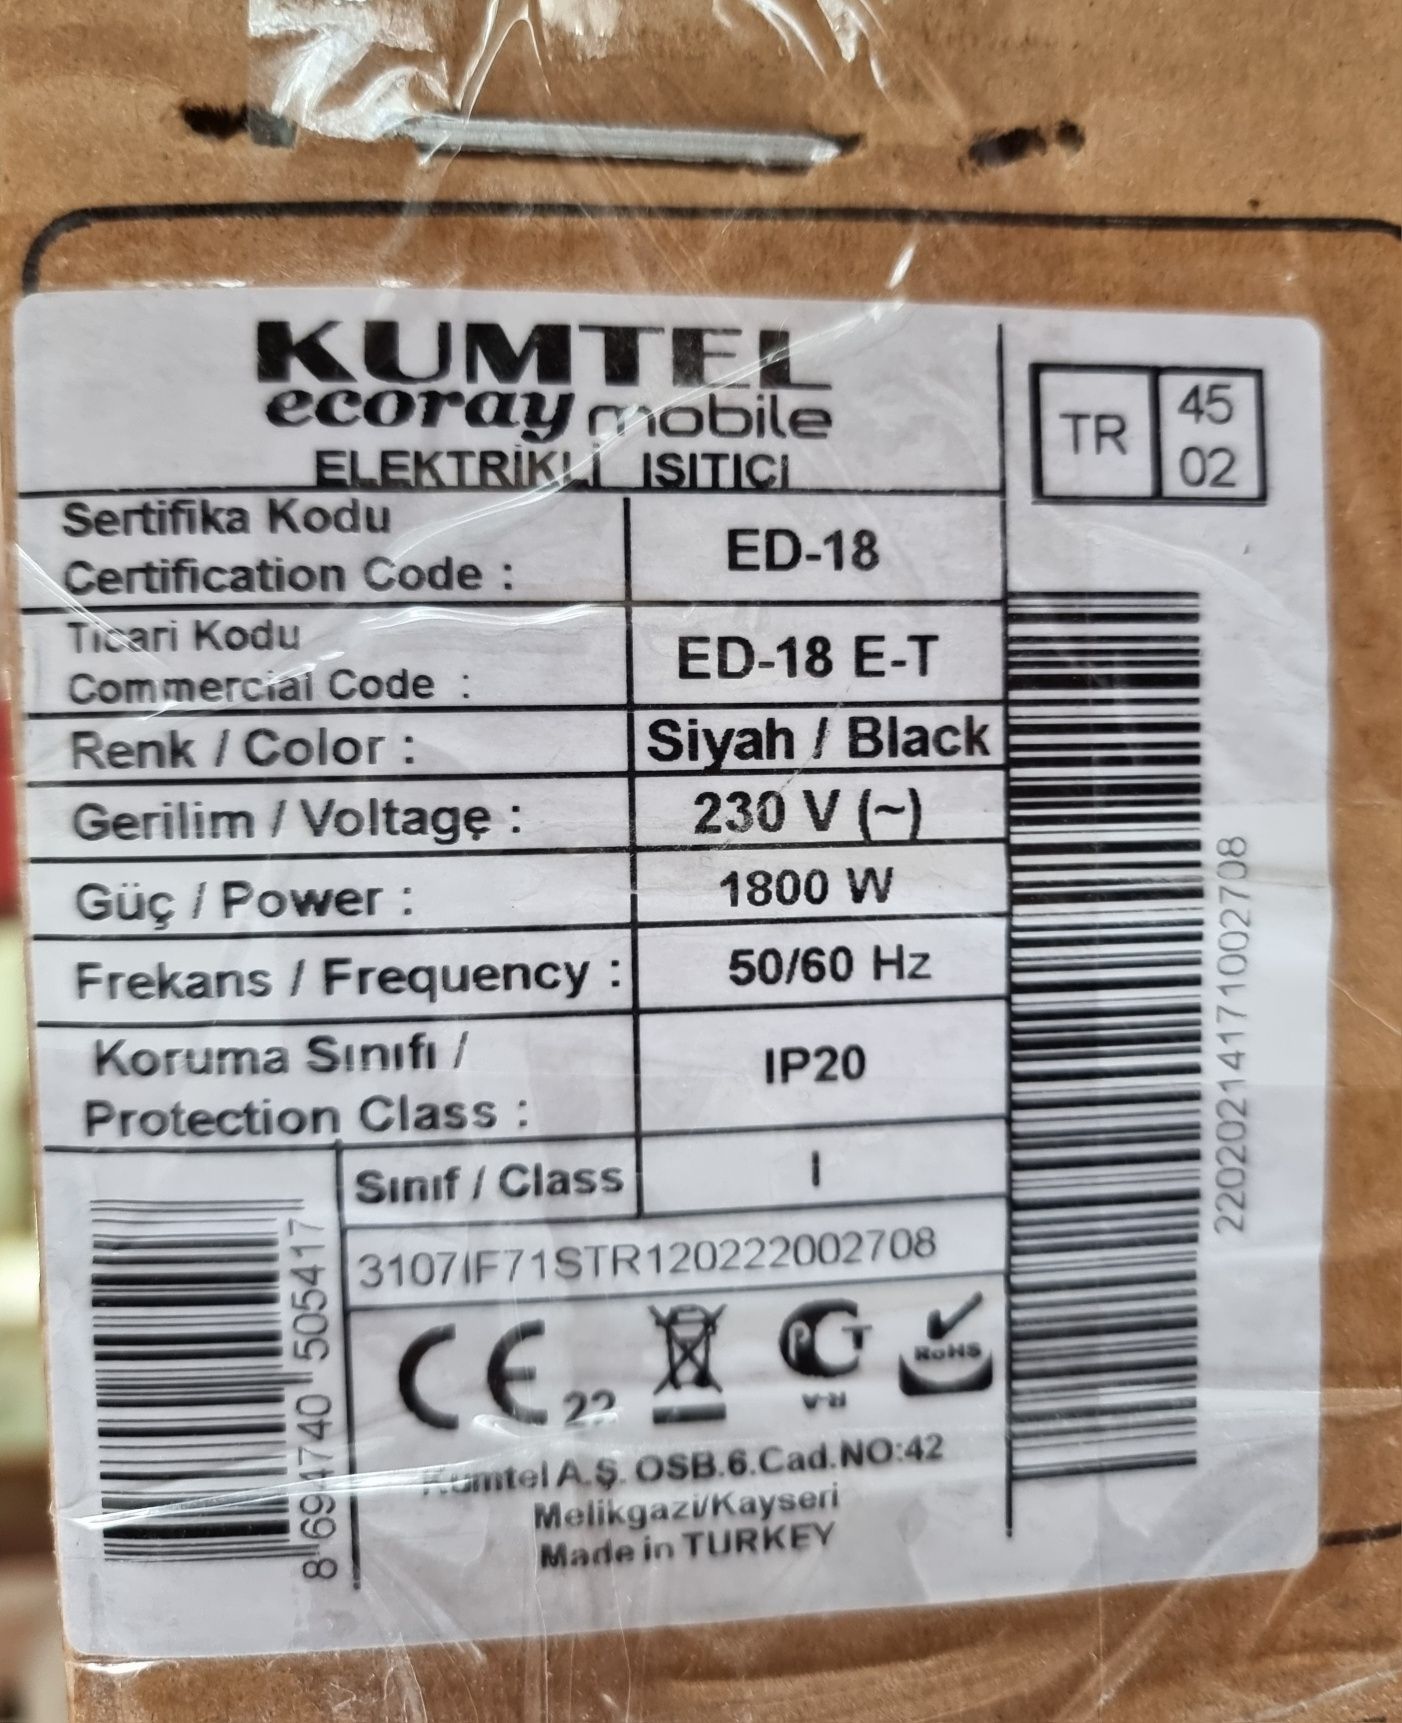 KUMTEL
ecoray mobile
ELEKTRİKLİ ISITICI
TR
45
02
Sertifika Kodu
Certification Code :
ED-18
Ticari Kodu
Commercial Code :
ED-18 E-T
Renk / Color :
Siyah / Black
Gerilim / Voltage :
230 V (~)
Güç / Power :
1800 W
Frekans / Frequency :
50/60 Hz
Koruma Sınıfı /
Protection Class :
IP20
Sınıf / Class
I
3107IF71STR120222002708
CE 22
PCT
RoHS
Kumtel A.Ş. OSB.6.Cad.NO:42
Melikgazi/Kayseri
Made in TURKEY
8 694740 505417
22020214171002708